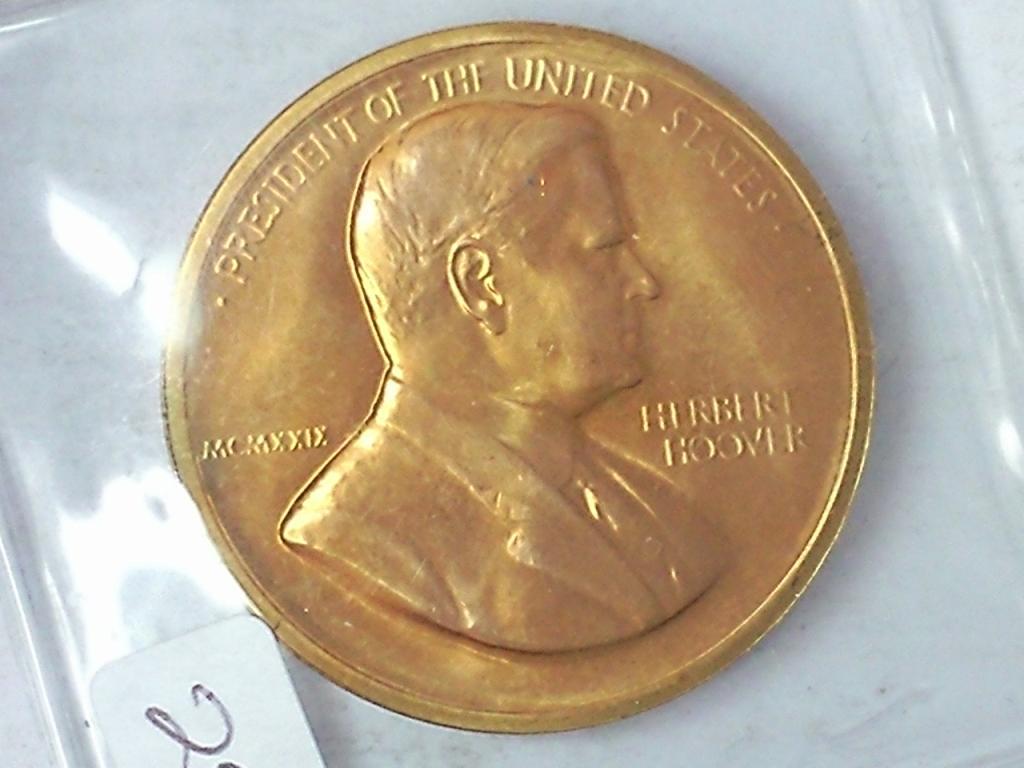 · PRESIDENT OF THE UNITED STATES ·
MCMXXIX
HERBERT
HOOVER